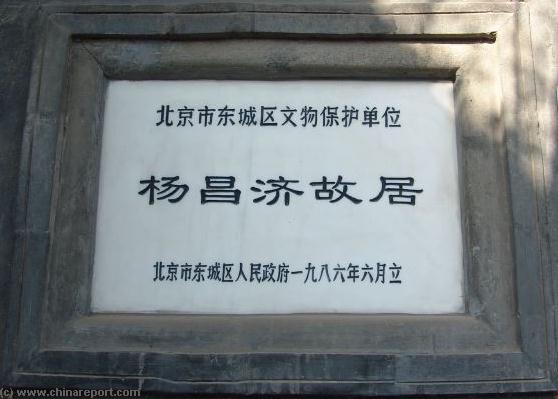 北京市东城区文物保护单位
杨昌济故居
北京市东城区人民政府一九八六年六月立
(c) www.chinareport.com